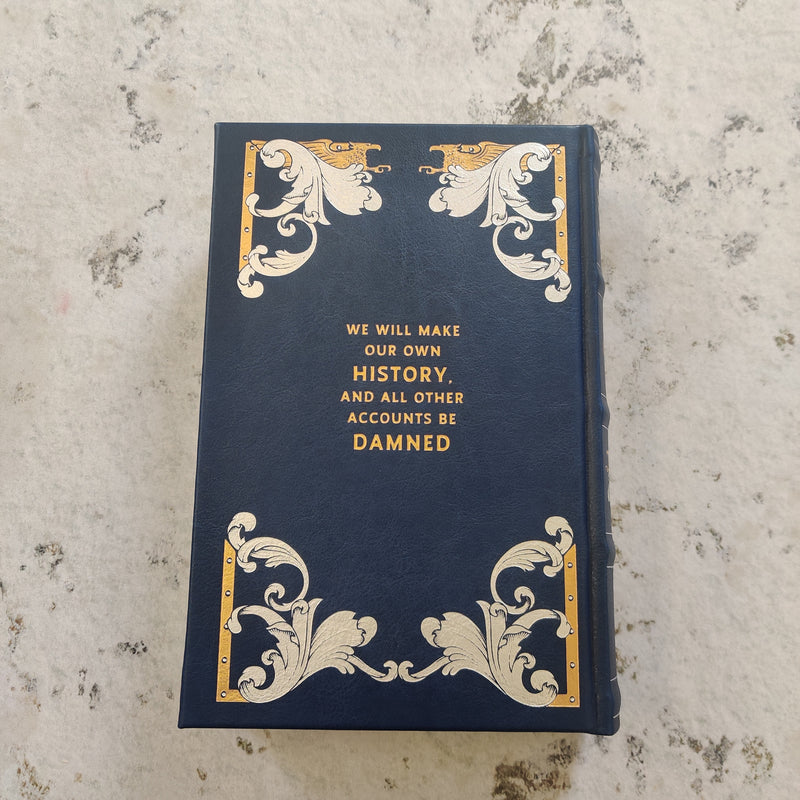 WE WILL MAKE
OUR OWN
HISTORY,
AND ALL OTHER
ACCOUNTS BE
DAMNED